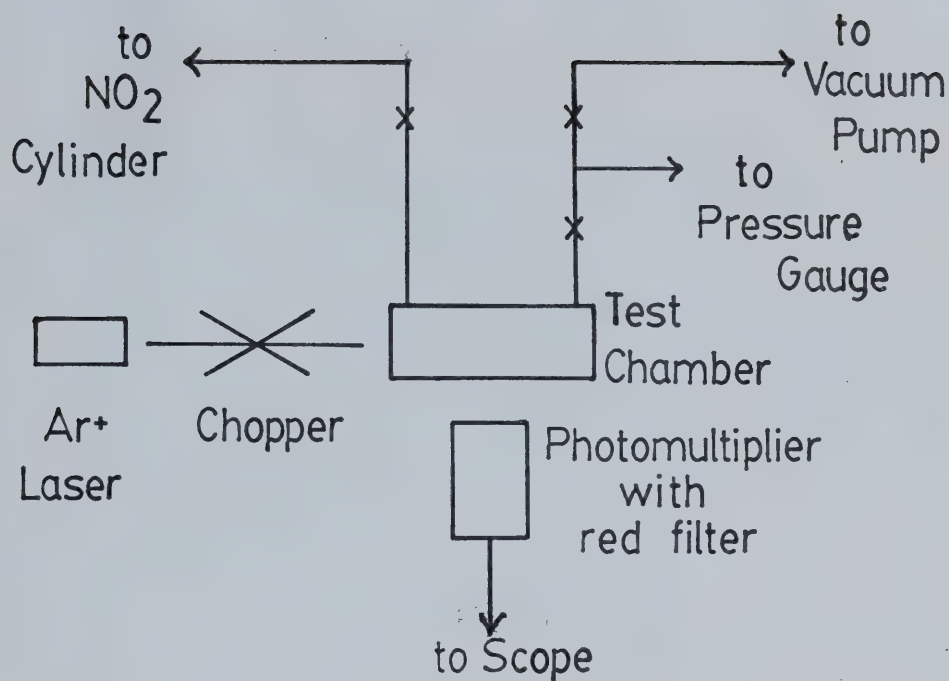 to
NO2
Cylinder
to
Vacuum
Pump
to
Pressure
Gauge
Test
Chamber
Ar+
Laser
Chopper
Photomultiplier
with
red filter
to Scope